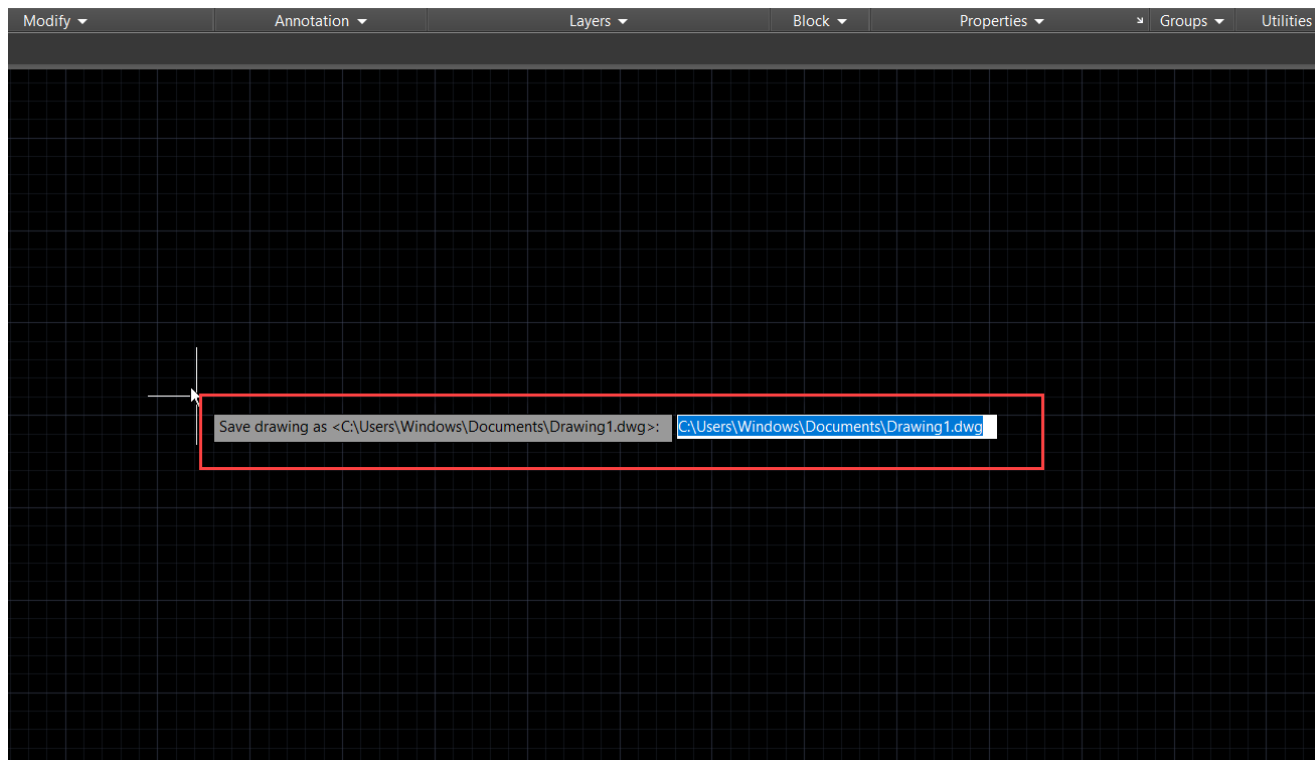 Modify Annotation Layers Block Properties Groups Utilities
Save drawing as <C:\Users\Windows\Documents\Drawing1.dwg>: C:\Users\Windows\Documents\Drawing1.dwg